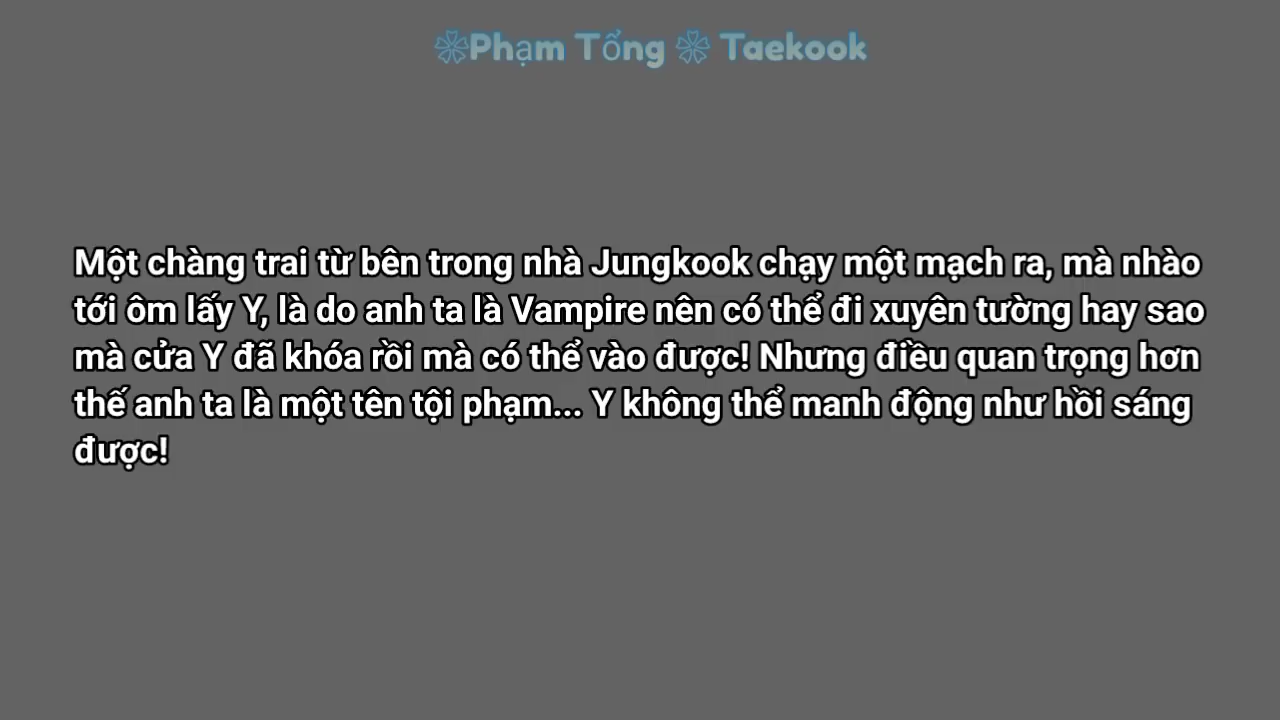 ❀Phạm Tổng ❀ Taekook
Một chàng trai từ bên trong nhà Jungkook chạy một mạch ra, mà nhào
tới ôm lấy Y, là do anh ta là Vampire nên có thể đi xuyên tường hay sao
mà cửa Y đã khóa rồi mà có thể vào được! Nhưng điều quan trọng hơn
thế anh ta là một tên tội phạm... Y không thể manh động như hồi sáng
được!